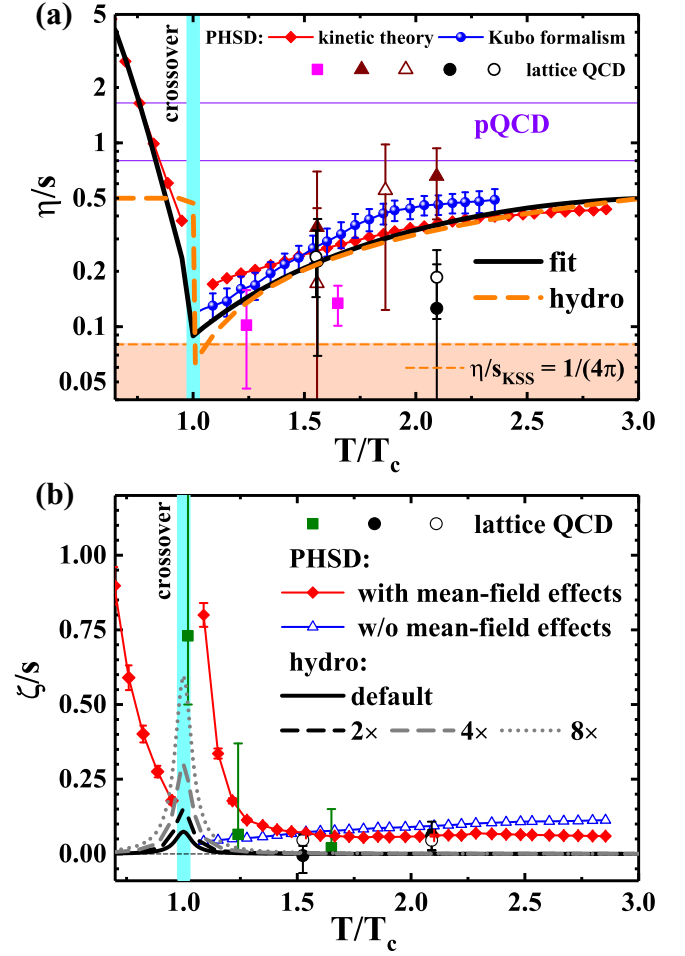 (a)
PHSD: kinetic theory Kubo formalism
lattice QCD
crossover
pQCD
η/s
5
2
1
0.5
0.2
0.1
0.05
fit
hydro
η/s_KSS = 1/(4π)
1.0 1.5 2.0 2.5 3.0
T/T_c
(b)
crossover
lattice QCD
PHSD:
with mean-field effects
w/o mean-field effects
hydro:
default
2× 4× 8×
ζ/s
1.00
0.75
0.50
0.25
0.00
1.0 1.5 2.0 2.5 3.0
T/T_c